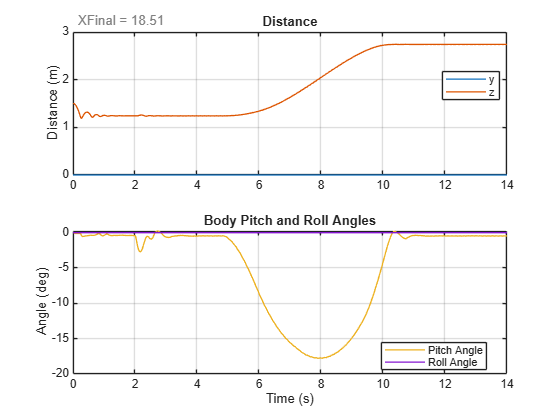 XFinal = 18.51
Distance
Distance (m)
3
2
1
0
y
z
0 2 4 6 8 10 12 14
Body Pitch and Roll Angles
Angle (deg)
0
-5
-10
-15
-20
Pitch Angle
Roll Angle
0 2 4 6 8 10 12 14
Time (s)